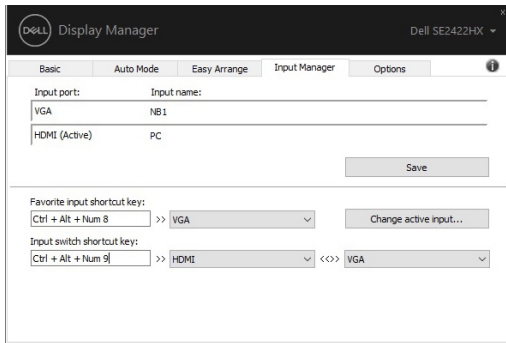 DELL Display Manager Dell SE2422HX
Basic Auto Mode Easy Arrange Input Manager Options
Input port: Input name:
VGA NB1
HDMI (Active) PC
Save
Favorite input shortcut key:
Ctrl + Alt + Num 8 >> VGA Change active input...
Input switch shortcut key:
Ctrl + Alt + Num 9 >> HDMI <<>> VGA